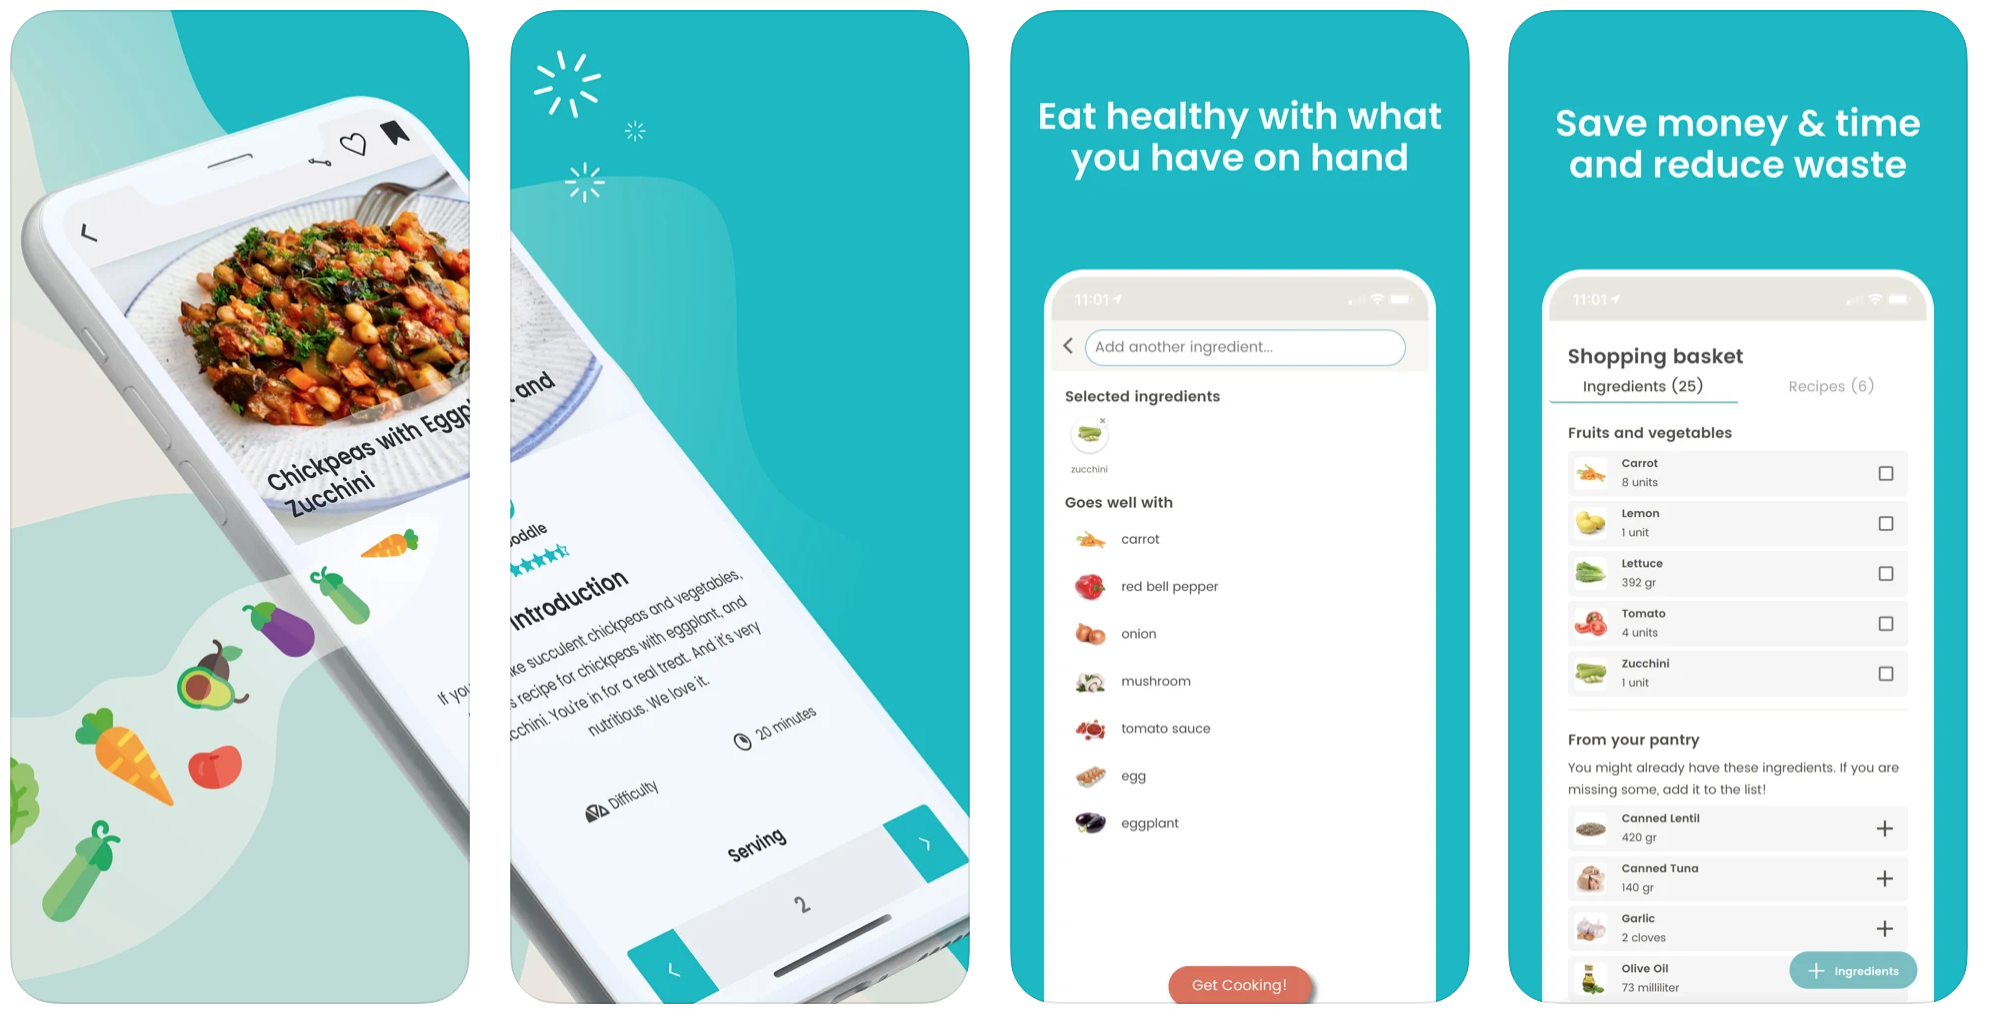 Chickpeas with Eggpl
Zucchini
If you
t and
oddle
Introduction
ke succulent chickpeas and vegetables,
s recipe for chickpeas with eggplant, and
cchini. You're in for a real treat. And it's very
nutritious. We love it.
20 minutes
Difficulty
Serving
2
Eat healthy with what
you have on hand
11:01
Add another ingredient...
Selected ingredients
zucchini
Goes well with
carrot
red bell pepper
onion
mushroom
tomato sauce
egg
eggplant
Get Cooking!
Save money & time
and reduce waste
11:01
Shopping basket
Ingredients (25) Recipes (6)
Fruits and vegetables
Carrot
8 units
Lemon
1 unit
Lettuce
392 gr
Tomato
4 units
Zucchini
1 unit
From your pantry
You might already have these ingredients. If you are
missing some, add it to the list!
Canned Lentil
420 gr
Canned Tuna
140 gr
Garlic
2 cloves
Olive Oil
73 milliliter
Ingredients